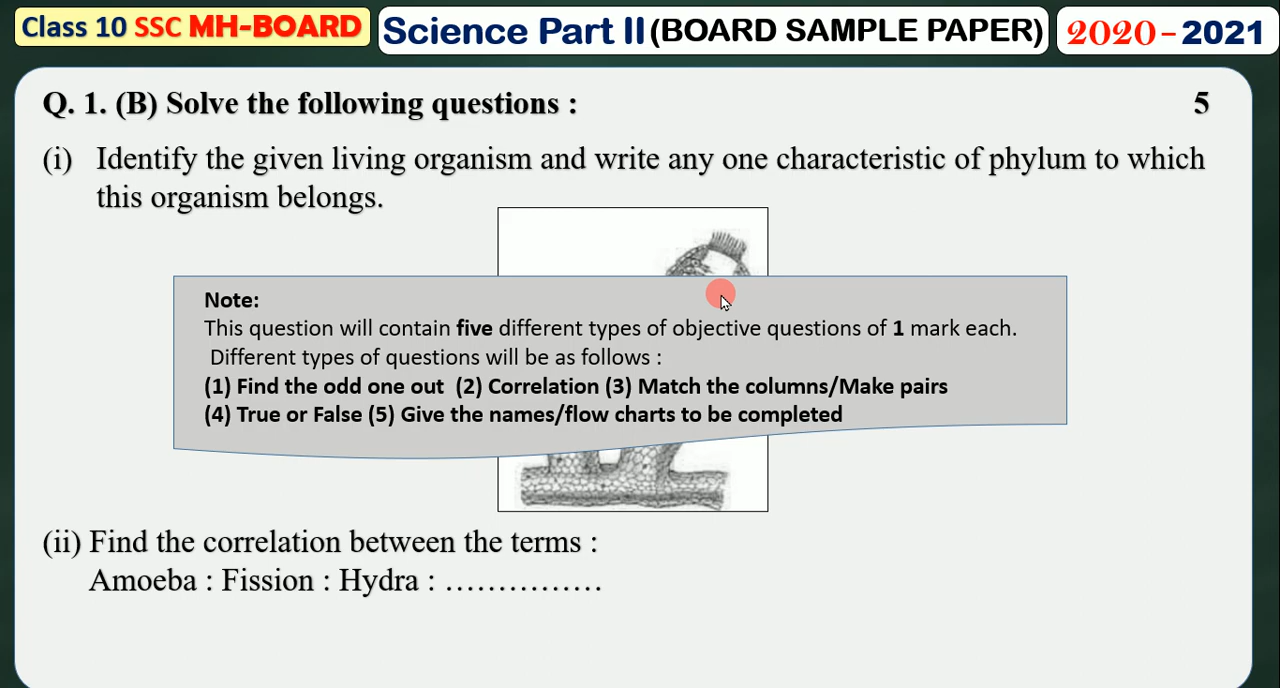 Class 10 SSC MH-BOARD Science Part II (BOARD SAMPLE PAPER) 2020 - 2021
Q. 1. (B) Solve the following questions : 5
(i) Identify the given living organism and write any one characteristic of phylum to which
this organism belongs.
Note:
This question will contain five different types of objective questions of 1 mark each.
Different types of questions will be as follows :
(1) Find the odd one out (2) Correlation (3) Match the columns/Make pairs
(4) True or False (5) Give the names/flow charts to be completed
(ii) Find the correlation between the terms :
Amoeba : Fission : Hydra : ……………